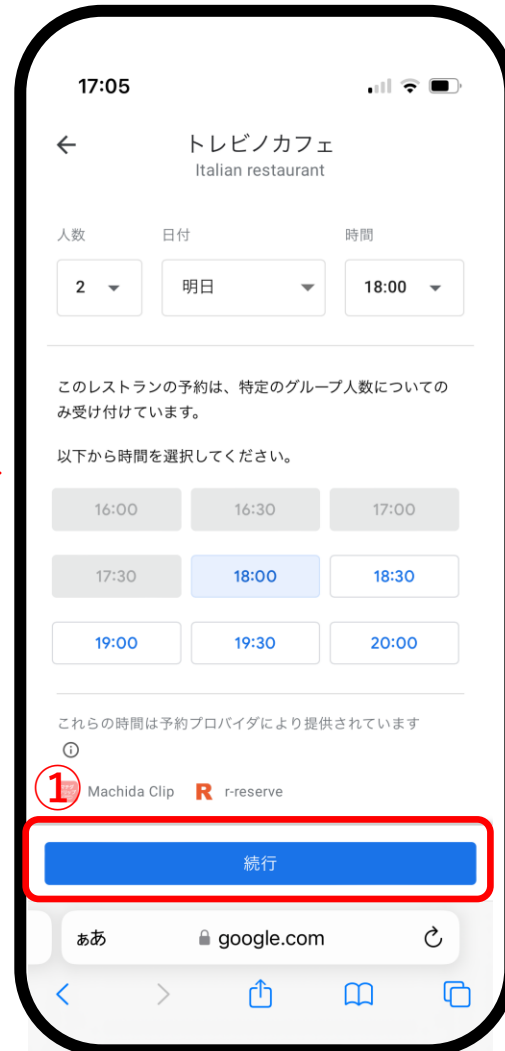 17:05
トレビノカフェ
Italian restaurant
人数 日付 時間
2 明日 18:00
このレストランの予約は、特定のグループ人数についての
み受け付けています。
以下から時間を選択してください。
16:00 16:30 17:00
17:30 18:00 18:30
19:00 19:30 20:00
これらの時間は予約プロバイダにより提供されています
① Machida Clip R r-reserve
続行
ぁあ google.com